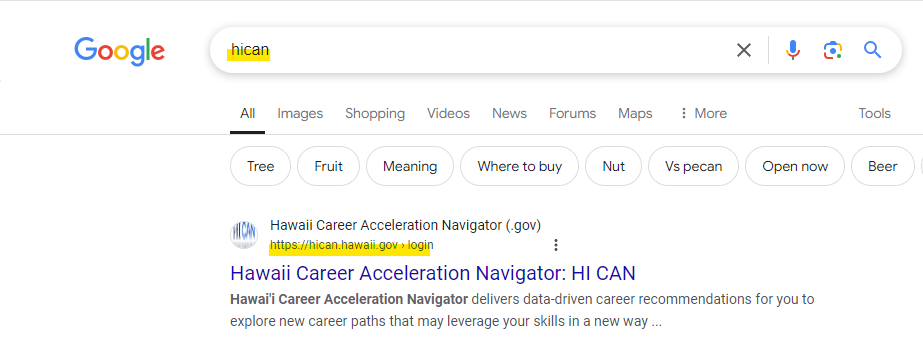 Google
hican
All Images Shopping Videos News Forums Maps More Tools
Tree Fruit Meaning Where to buy Nut Vs pecan Open now Beer
HI CAN
Hawaii Career Acceleration Navigator (.gov)
https://hican.hawaii.gov › login
Hawaii Career Acceleration Navigator: HI CAN
Hawai'i Career Acceleration Navigator delivers data-driven career recommendations for you to
explore new career paths that may leverage your skills in a new way ...